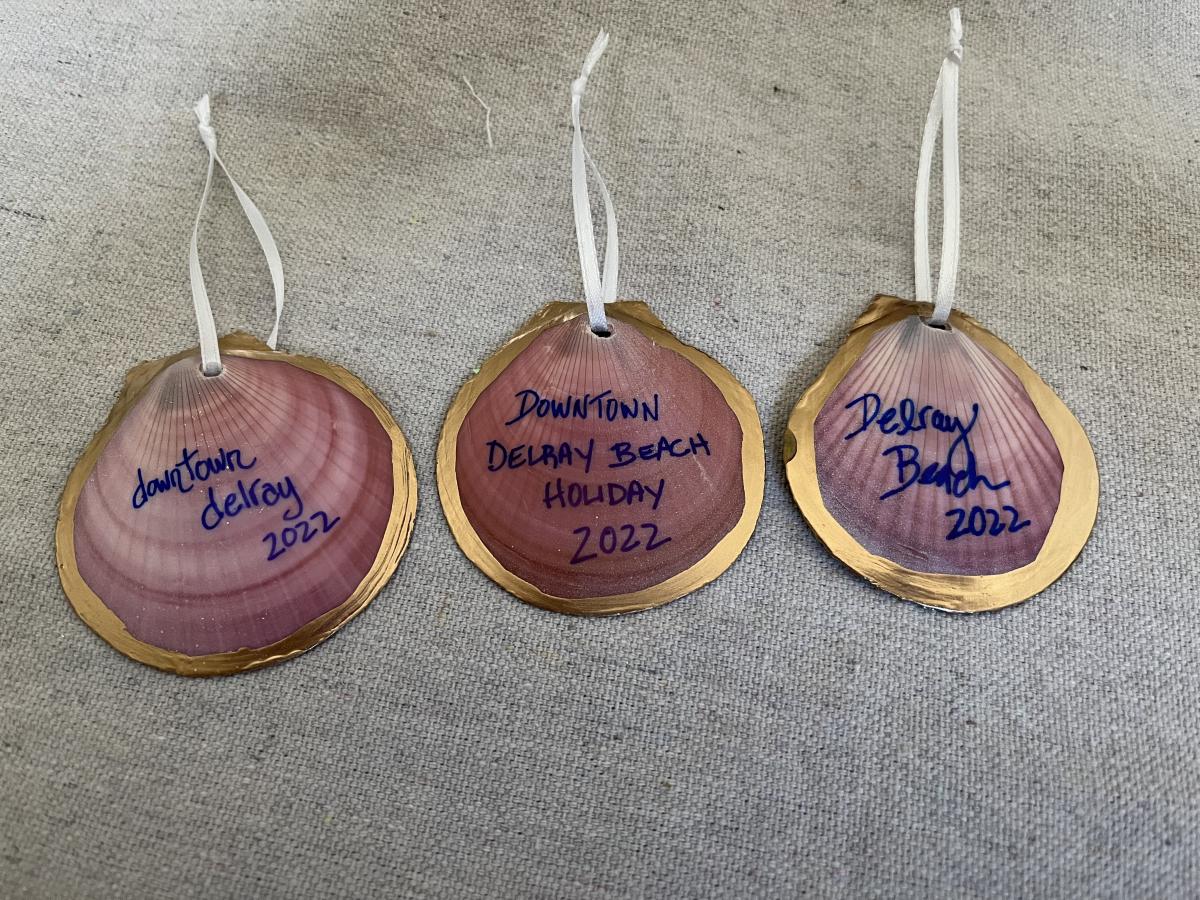 downtown
delray
2022
DOWNTOWN
DELRAY BEACH
HOLIDAY
2022
Delray
Beach
2022